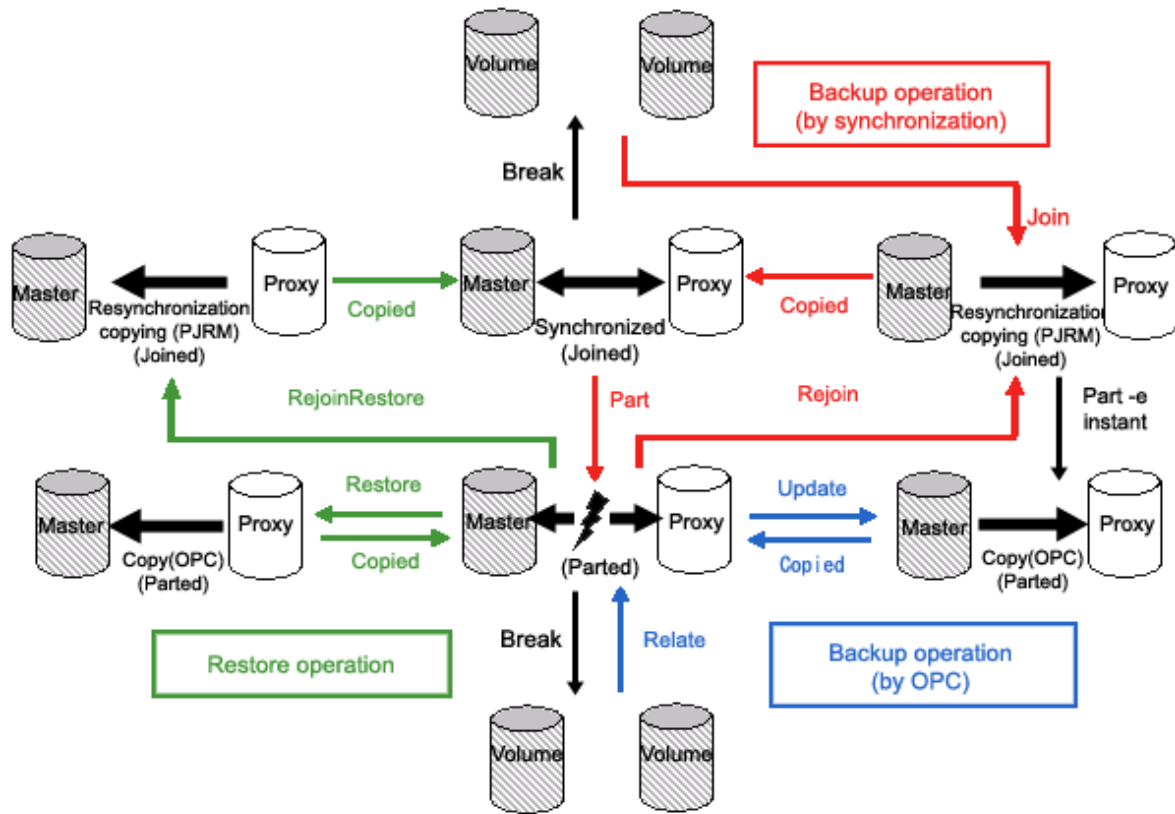 Volume
Volume
Backup operation
(by synchronization)
Break
Join
Master
Proxy
Copied
Master
Proxy
Copied
Master
Proxy
Resynchronization
copying (PJRM)
(Joined)
Synchronized
(Joined)
Resynchronization
copying (PJRM)
(Joined)
RejoinRestore
Part
Rejoin
Part -e
instant
Master
Proxy
Restore
Copied
Master
Proxy
Update
Copied
Master
Proxy
Copy(OPC)
(Parted)
(Parted)
Copy(OPC)
(Parted)
Restore operation
Break
Relate
Backup operation
(by OPC)
Volume
Volume